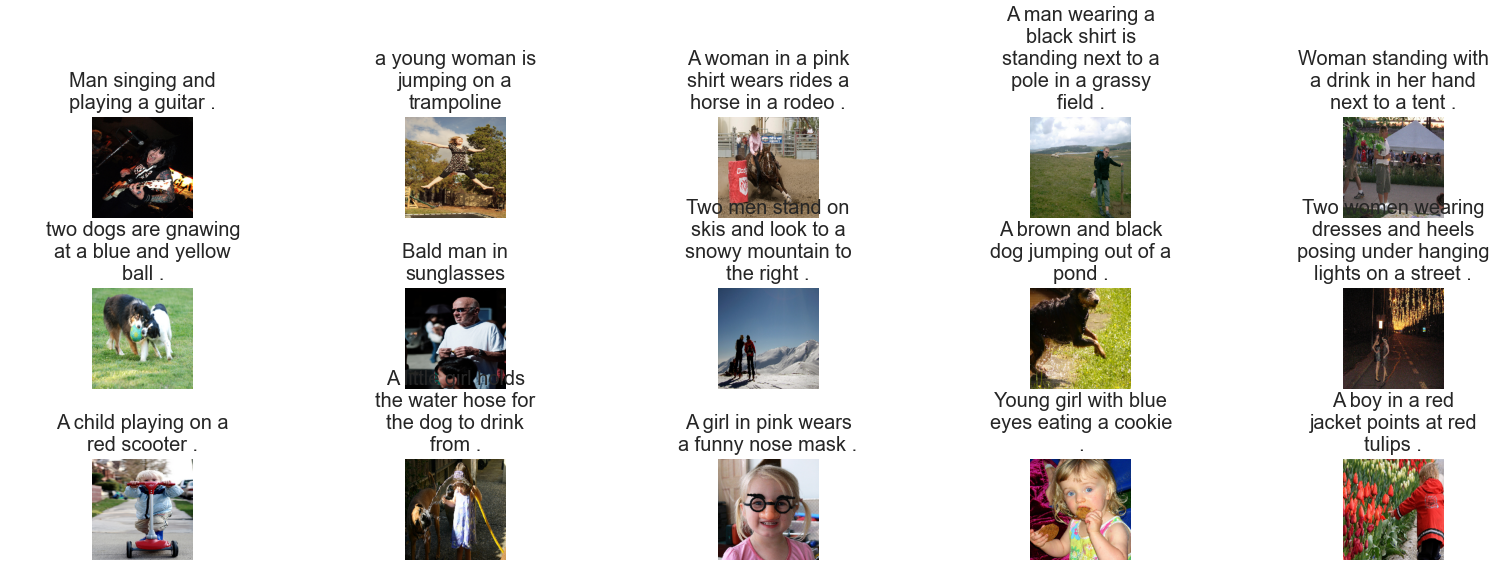 Man singing and
playing a guitar .
a young woman is
jumping on a
trampoline
A woman in a pink
shirt wears rides a
horse in a rodeo .
A man wearing a
black shirt is
standing next to a
pole in a grassy
field .
Woman standing with
a drink in her hand
next to a tent .
two dogs are gnawing
at a blue and yellow
ball .
Bald man in
sunglasses
Two men stand on
skis and look to a
snowy mountain to
the right .
A brown and black
dog jumping out of a
pond .
Two women wearing
dresses and heels
posing under hanging
lights on a street .
A child playing on a
red scooter .
A little girl holds
the water hose for
the dog to drink
from .
A girl in pink wears
a funny nose mask .
Young girl with blue
eyes eating a cookie
.
A boy in a red
jacket points at red
tulips .